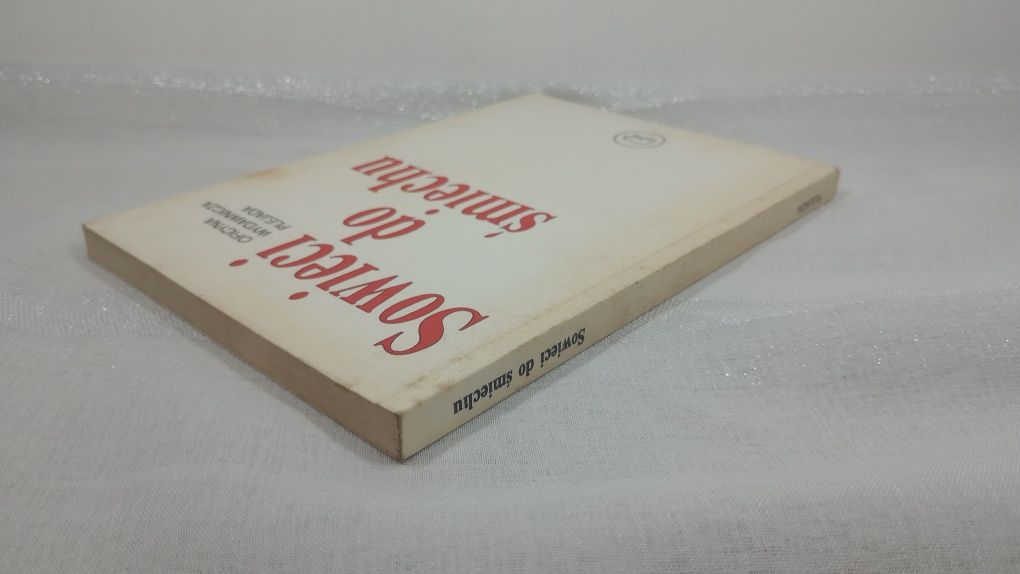 Sowieci
do
śmiechu
OFICYNA
WYDAWNICZA
PLEJADA
Sowieci do śmiechu